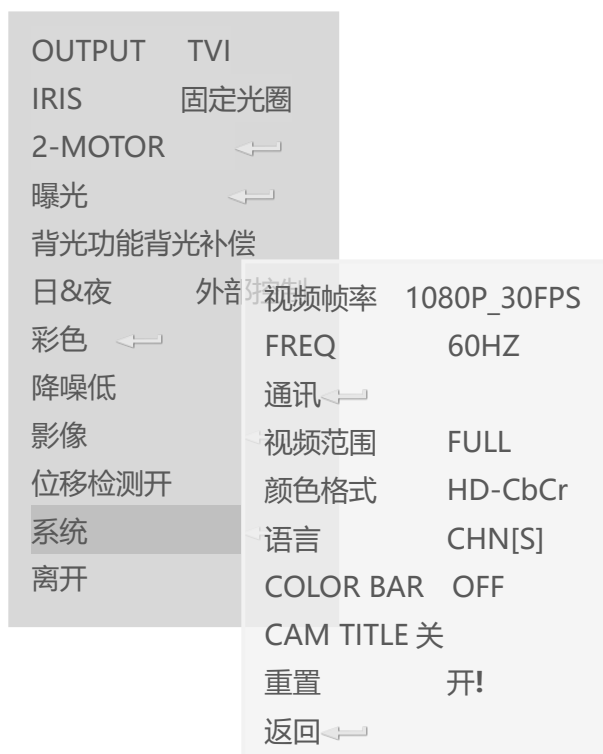 OUTPUT TVI
IRIS 固定光圈
2-MOTOR
曝光
背光功能背光补偿
日&夜 外部控制
彩色
降噪低
影像
位移检测开
系统
离开
视频帧率 1080P_30FPS
FREQ 60HZ
通讯
视频范围 FULL
颜色格式 HD-CbCr
语言 CHN[S]
COLOR BAR OFF
CAM TITLE 关
重置 开!
返回